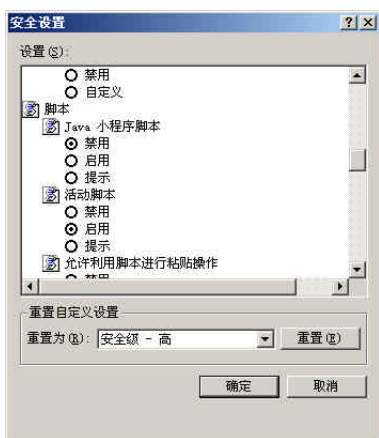 安全设置
设置(S):
禁用
自定义
脚本
Java 小程序脚本
禁用
启用
提示
活动脚本
禁用
启用
提示
允许利用脚本进行粘贴操作
重置自定义设置
重置为(R): 安全级 - 高 重置(E)
确定 取消